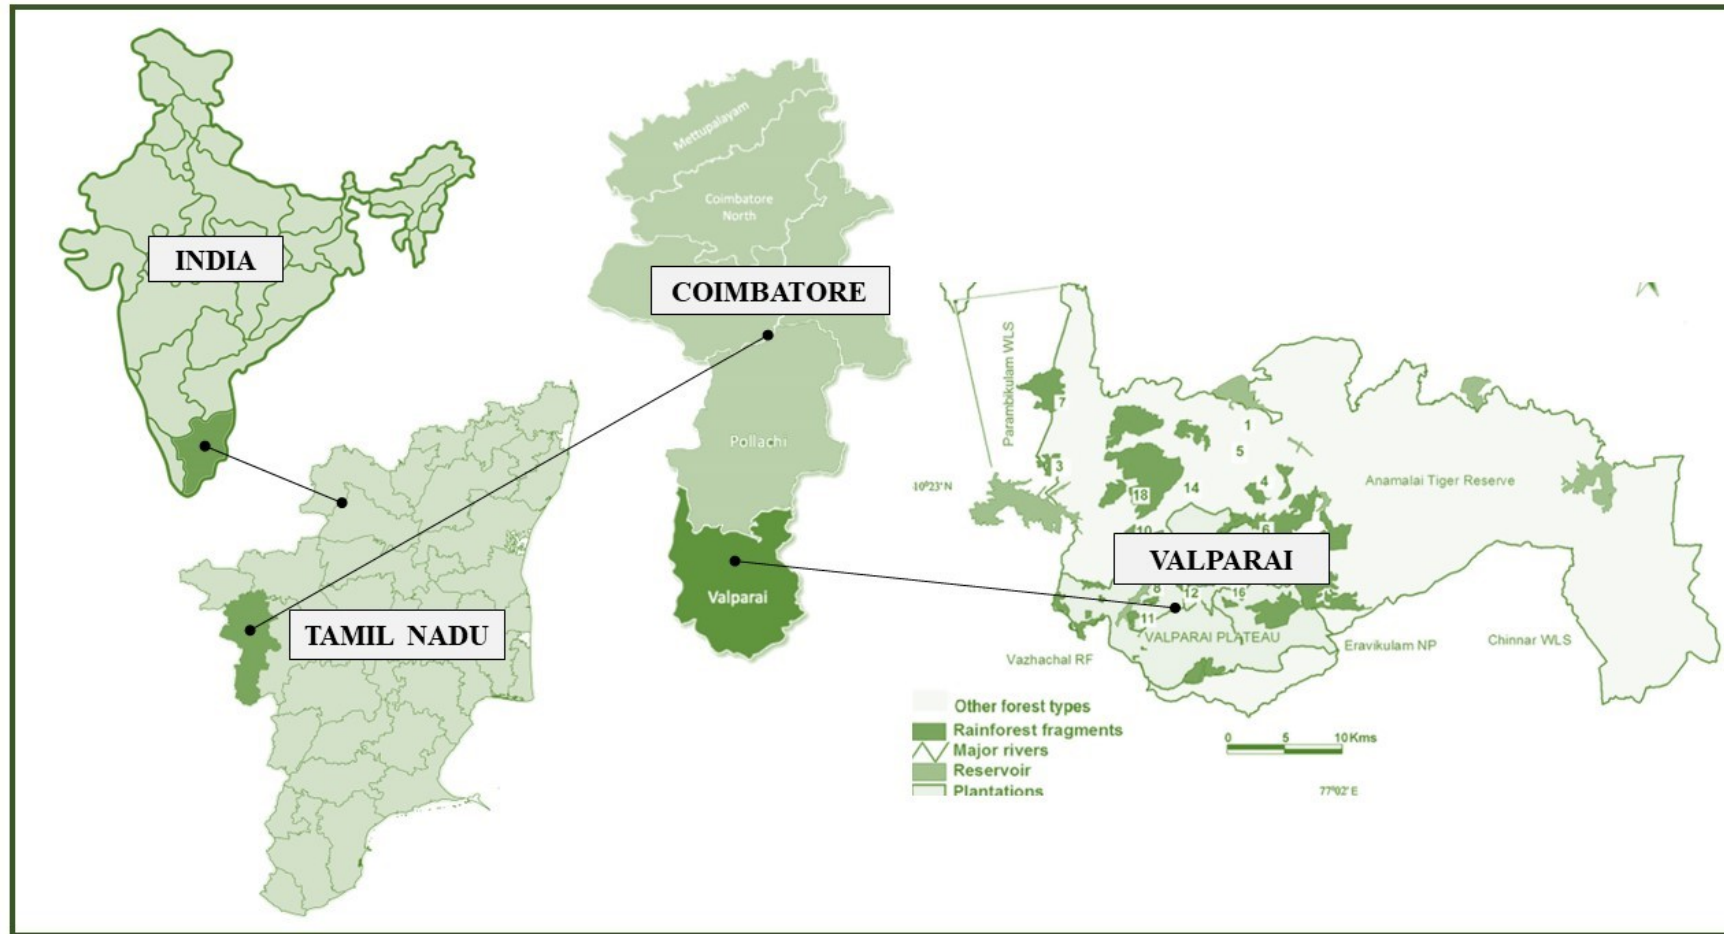 INDIA
TAMIL NADU
Mettupalayam
Coimbatore
North
COIMBATORE
Pollachi
Valparai
Parambikulam WLS
7
1
5
3
10°23' N
18
14
4
Anamalai Tiger Reserve
10
6
VALPARAI
8
12
16
11
VALPARAI PLATEAU
Vazhachal RF
Eravikulam NP
Chinnar WLS
Other forest types
Rainforest fragments
Major rivers
Reservoir
Plantations
0 5 10 Kms
77°02' E